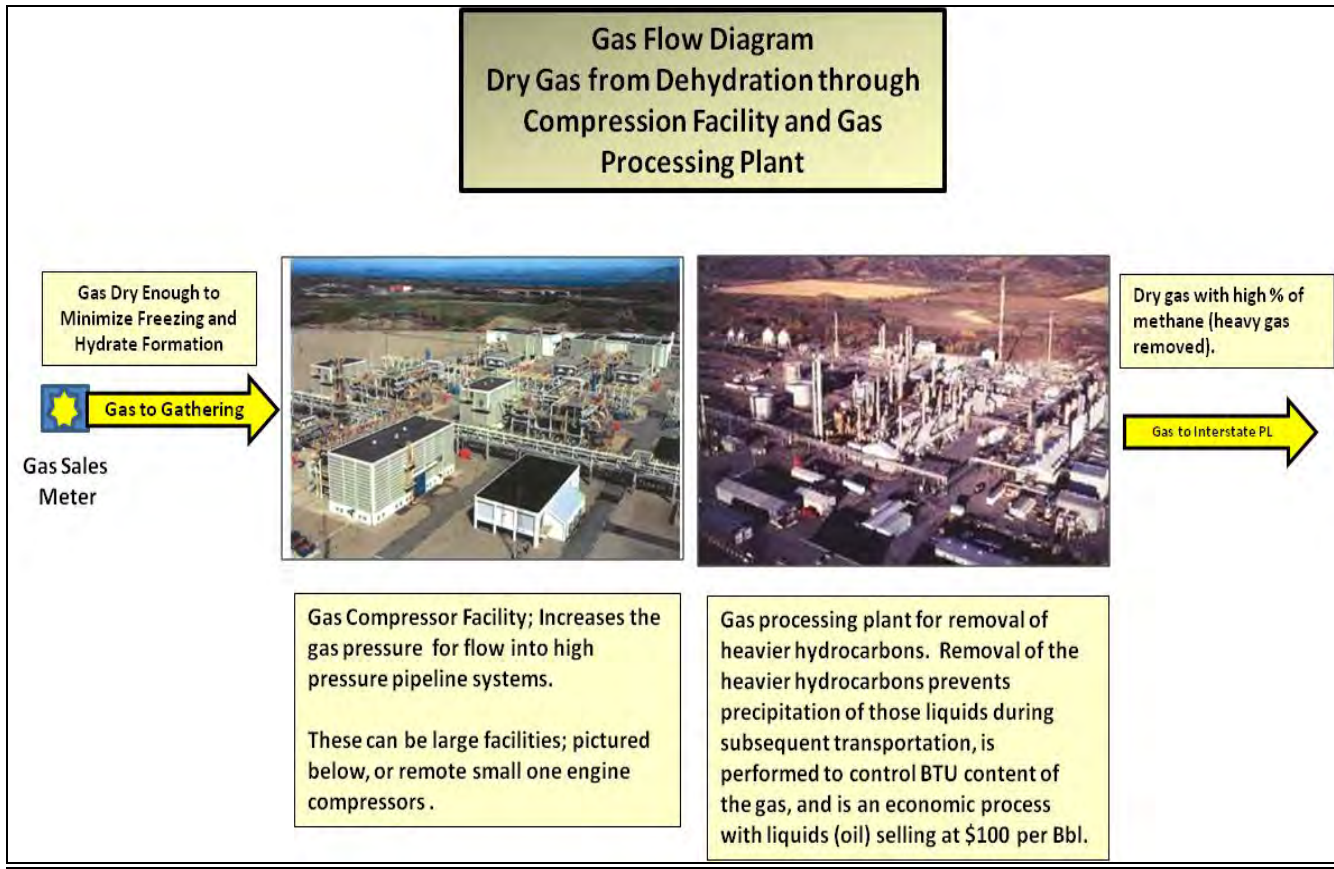 Gas Flow Diagram
Dry Gas from Dehydration through
Compression Facility and Gas
Processing Plant
Gas Dry Enough to
Minimize Freezing and
Hydrate Formation
Gas to Gathering
Gas Sales
Meter
Dry gas with high % of
methane (heavy gas
removed).
Gas to Interstate PL
Gas Compressor Facility; Increases the
gas pressure for flow into high
pressure pipeline systems.
These can be large facilities; pictured
below, or remote small one engine
compressors .
Gas processing plant for removal of
heavier hydrocarbons. Removal of the
heavier hydrocarbons prevents
precipitation of those liquids during
subsequent transportation, is
performed to control BTU content of
the gas, and is an economic process
with liquids (oil) selling at $100 per Bbl.